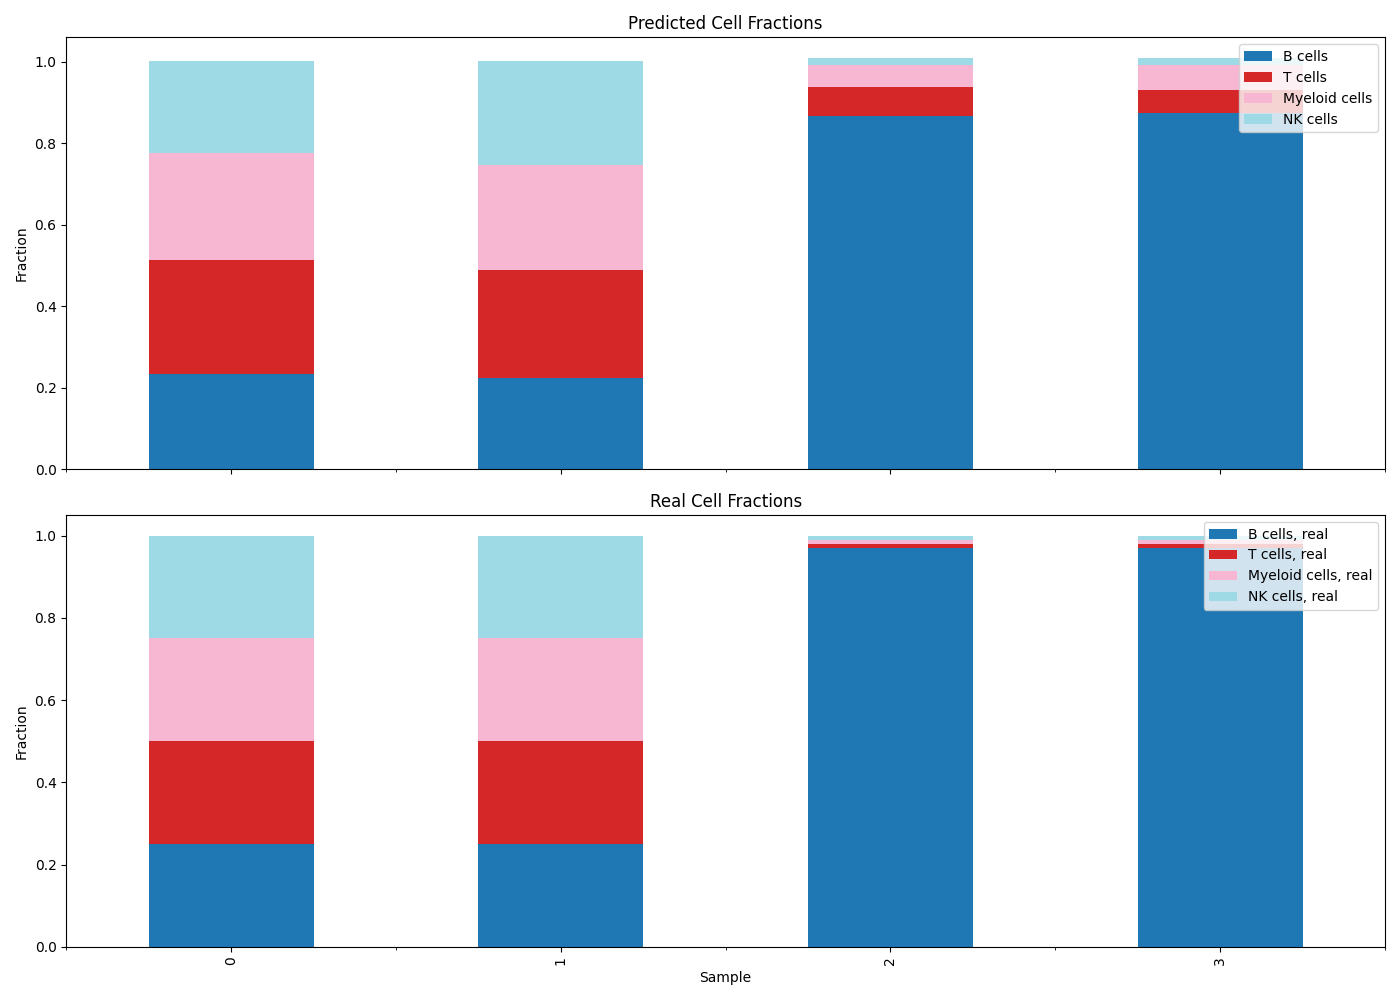 Predicted Cell Fractions
B cells
T cells
Myeloid cells
NK cells
1.0
0.8
0.6
0.4
0.2
0.0
Fraction
Real Cell Fractions
B cells, real
T cells, real
Myeloid cells, real
NK cells, real
1.0
0.8
0.6
0.4
0.2
0.0
Fraction
0
1
2
3
Sample